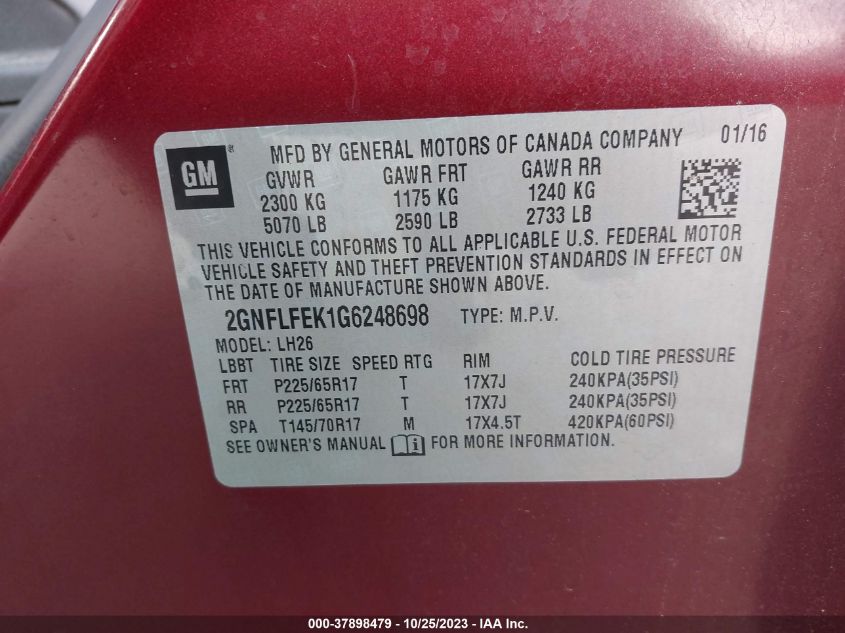 GM ® MFD BY GENERAL MOTORS OF CANADA COMPANY 01/16
GVWR GAWR FRT GAWR RR
2300 KG 1175 KG 1240 KG
5070 LB 2590 LB 2733 LB
THIS VEHICLE CONFORMS TO ALL APPLICABLE U.S. FEDERAL MOTOR
VEHICLE SAFETY AND THEFT PREVENTION STANDARDS IN EFFECT ON
THE DATE OF MANUFACTURE SHOWN ABOVE.
2GNFLFEK1G6248698 TYPE: M.P.V.
MODEL: LH26
LBBT TIRE SIZE SPEED RTG RIM COLD TIRE PRESSURE
FRT P225/65R17 T 17X7J 240KPA(35PSI)
RR P225/65R17 T 17X7J 240KPA(35PSI)
SPA T145/70R17 M 17X4.5T 420KPA(60PSI)
SEE OWNER'S MANUAL i FOR MORE INFORMATION.
000-37898479 - 10/25/2023 - IAA Inc.